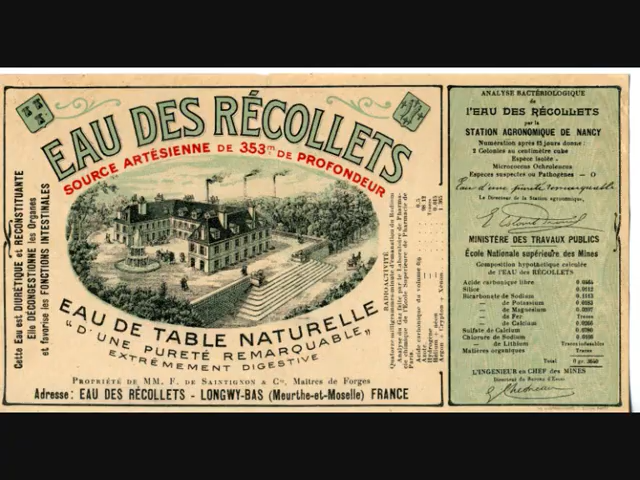 EAU DES RÉCOLLETS
SOURCE ARTÉSIENNE DE 353m DE PROFONDEUR
Cette Eau est DIURÉTIQUE et RECONSTITUANTE
Elle DÉCONGESTIONNE les Organes
et favorise les FONCTIONS INTESTINALES
EAU DE TABLE NATURELLE
"D'UNE PURETÉ REMARQUABLE"
EXTRÊMEMENT DIGESTIVE
PROPRIÉTÉ DE MM. F. DE SAINTIGNON & Cie, Maîtres de Forges
Adresse: EAU DES RÉCOLLETS - LONGWY-BAS (Meurthe-et-Moselle) FRANCE
RADIOACTIVITÉ
ANALYSE BACTÉRIOLOGIQUE
de
l'EAU DES RÉCOLLETS
par la
STATION AGRONOMIQUE DE NANCY
Numération après 15 jours donne:
2 Colonies au centimètre cube
Espèce isolée -
Micrococcus Ochroleucus
Espèces suspectes ou Pathogènes - O
Eau d'une pureté remarquable
Le Directeur de la Station agronomique,
MINISTÈRE DES TRAVAUX PUBLICS
École Nationale supérieure des Mines
Composition hypothétique calculée
de l'EAU des RÉCOLLETS
Acide carbonique libre
Silice
Bicarbonate de Sodium
- de Potassium
- de Magnésium
- de Fer Traces
- de Calcium
Sulfate de Calcium
Chlorure de Sodium
- de Lithium
Matières organiques
Total
L'INGÉNIEUR en CHEF des MINES
Directeur du Bureau d'Essai